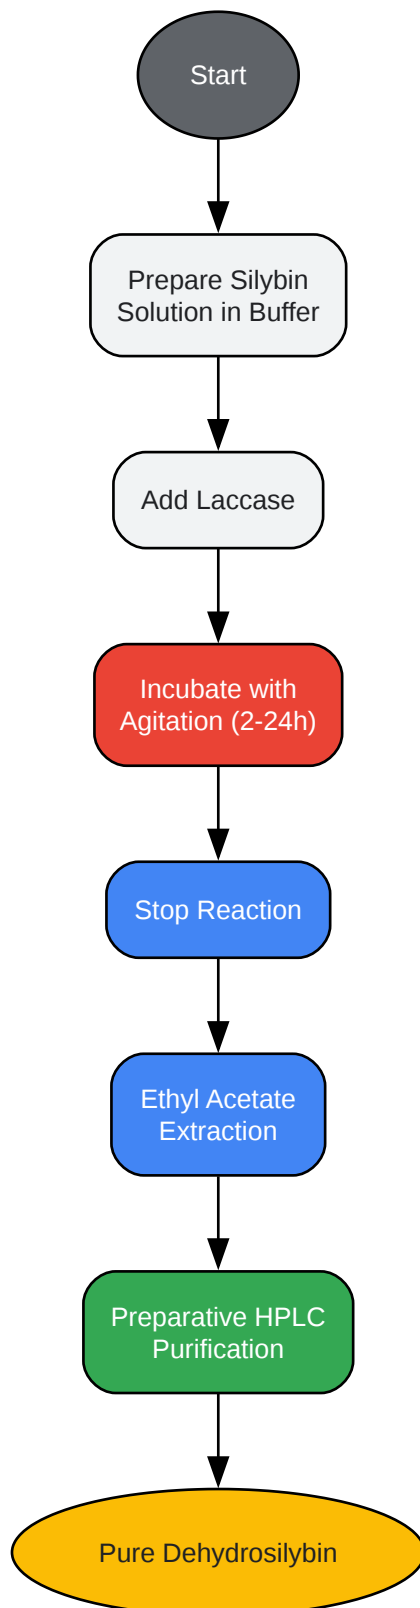 Start
Prepare Silybin
Solution in Buffer
Add Laccase
Incubate with
Agitation (2-24h)
Stop Reaction
Ethyl Acetate
Extraction
Preparative HPLC
Purification
Pure Dehydrosilybin